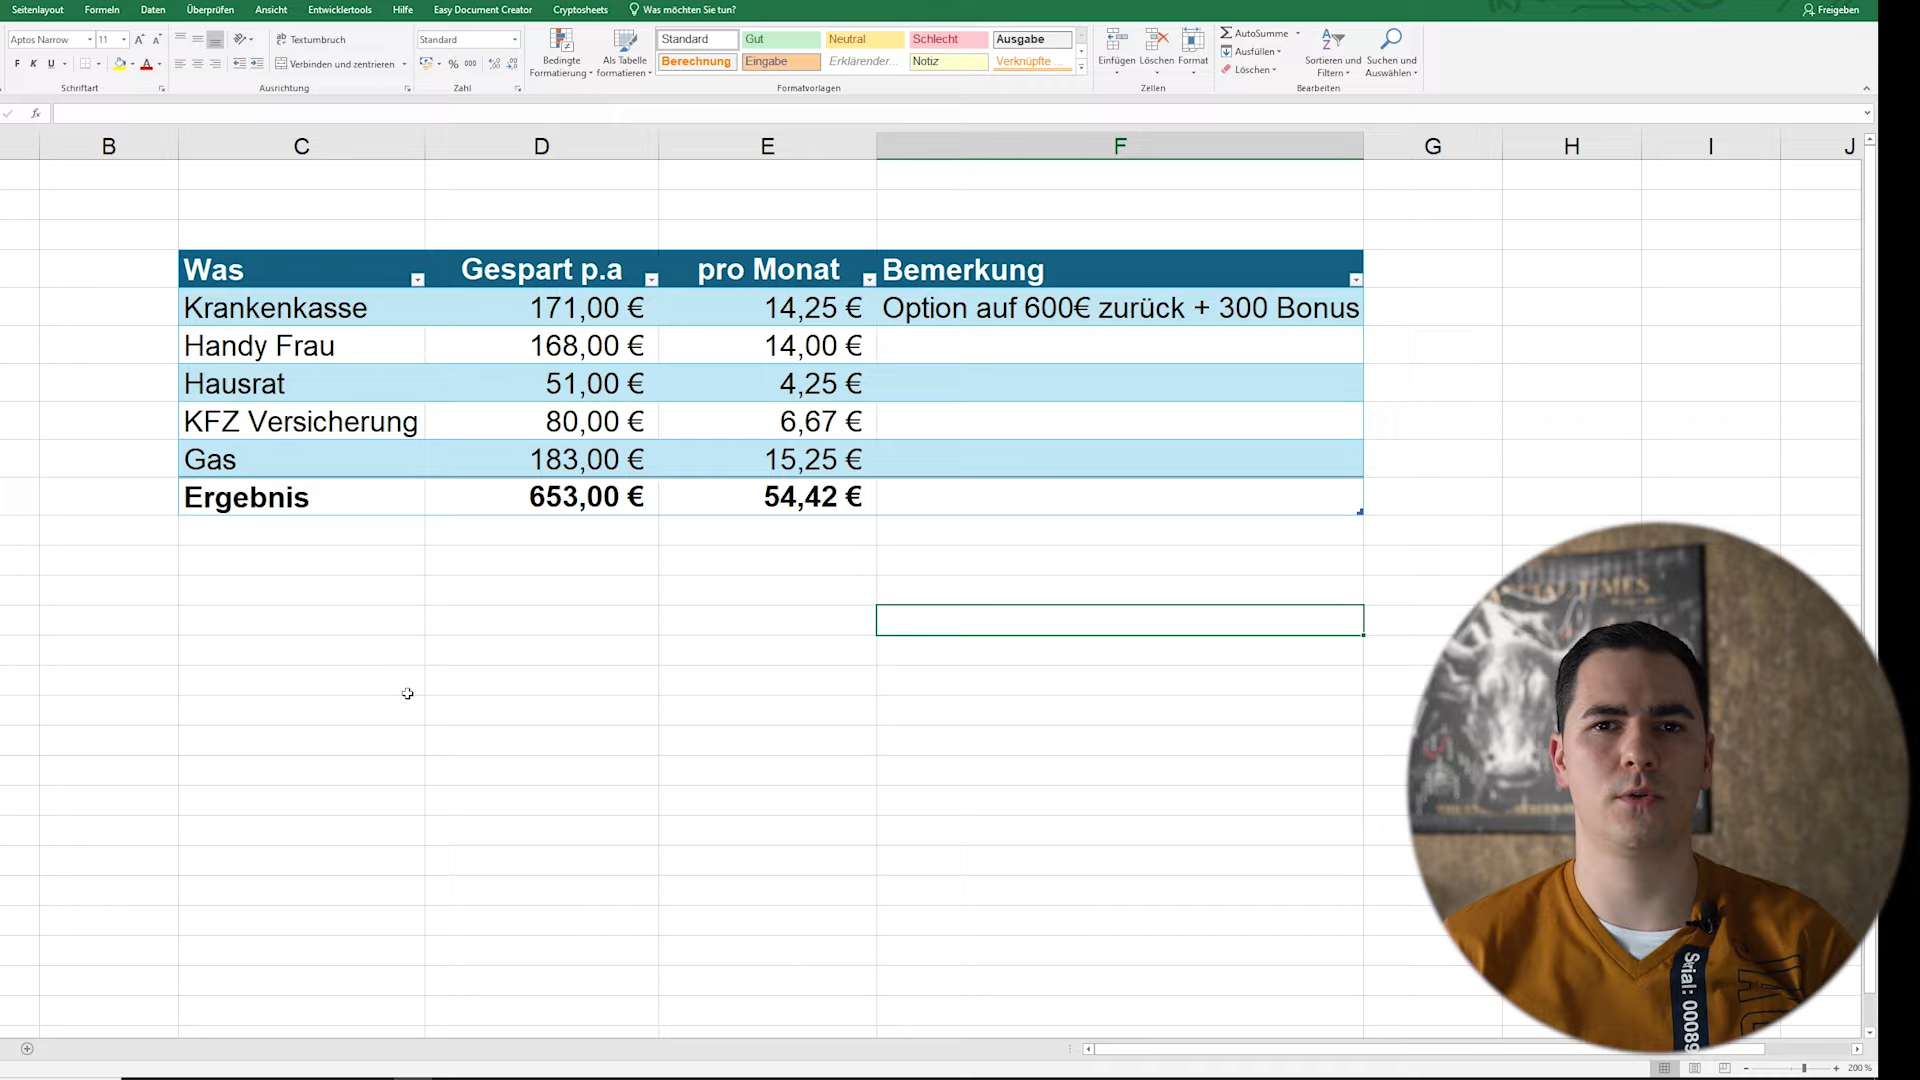 Seitenlayout Formeln Daten Überprüfen Ansicht Entwicklertools Hilfe Easy Document Creator Cryptosheets Was möchten Sie tun? Freigeben
Aptos Narrow 11 A A Textumbruch Standard Standard Gut Neutral Schlecht Ausgabe AutoSumme
Bedingte Als Tabelle Einfügen Löschen Format Ausfüllen Sortieren und Suchen und
F K U Verbinden und zentrieren % 000 Formatierung formatieren Berechnung Eingabe Erklärender... Notiz Verknüpfte ... Löschen Filtern Auswählen
Schriftart Ausrichtung Zahl Formatvorlagen Zellen Bearbeiten
fx
B C D E F G H I J
Was Gespart p.a pro Monat Bemerkung
Krankenkasse 171,00 € 14,25 € Option auf 600€ zurück + 300 Bonus
Handy Frau 168,00 € 14,00 €
Hausrat 51,00 € 4,25 €
KFZ Versicherung 80,00 € 6,67 €
Gas 183,00 € 15,25 €
Ergebnis 653,00 € 54,42 €
TIMES
Serial: 00089
200 %